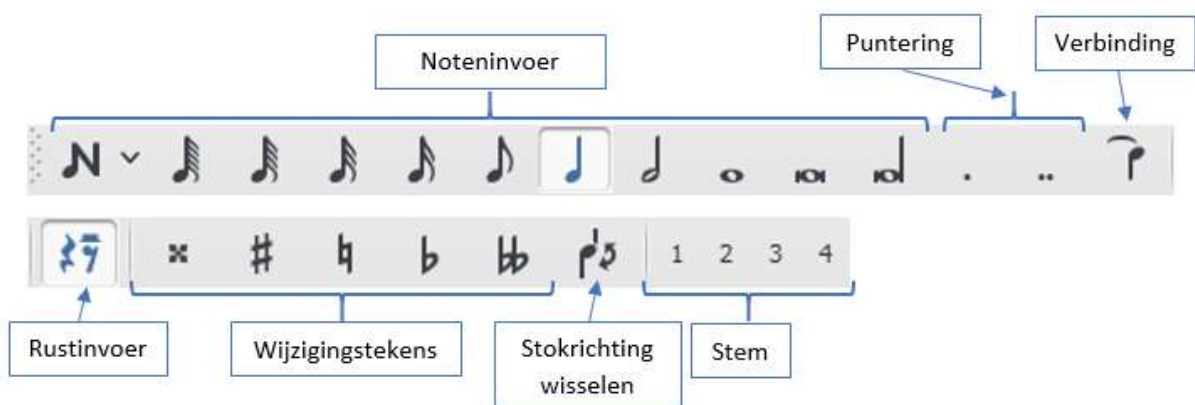 Noteninvoer
Puntering
Verbinding
1 2 3 4
Rustinvoer
Wijzigingstekens
Stokrichting
wisselen
Stem